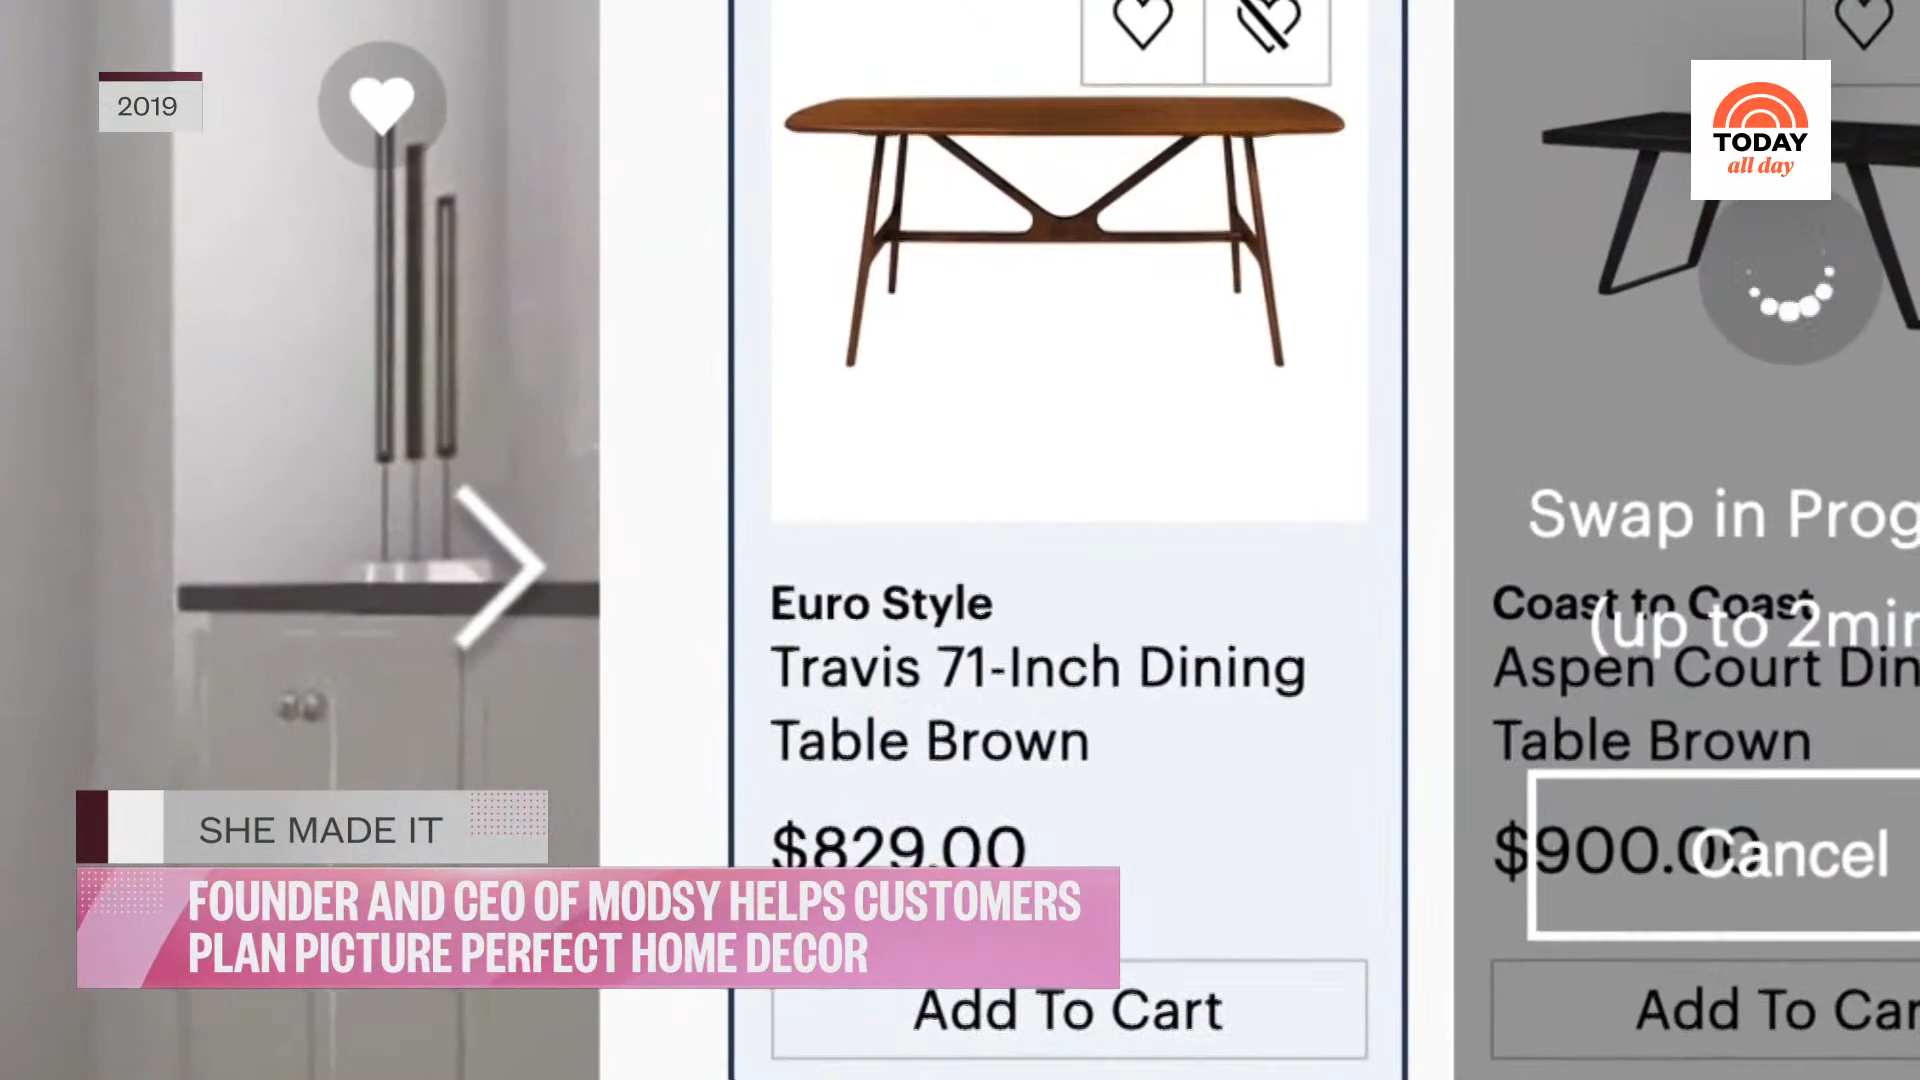 2019
TODAY
all day
Swap in Prog
(up to 2min
Euro Style
Travis 71-Inch Dining
Table Brown
$829.00
Add To Cart
Coast to Coast
Aspen Court Din
Table Brown
$900.00
Cancel
Add To Car
SHE MADE IT
FOUNDER AND CEO OF MODSY HELPS CUSTOMERS
PLAN PICTURE PERFECT HOME DECOR